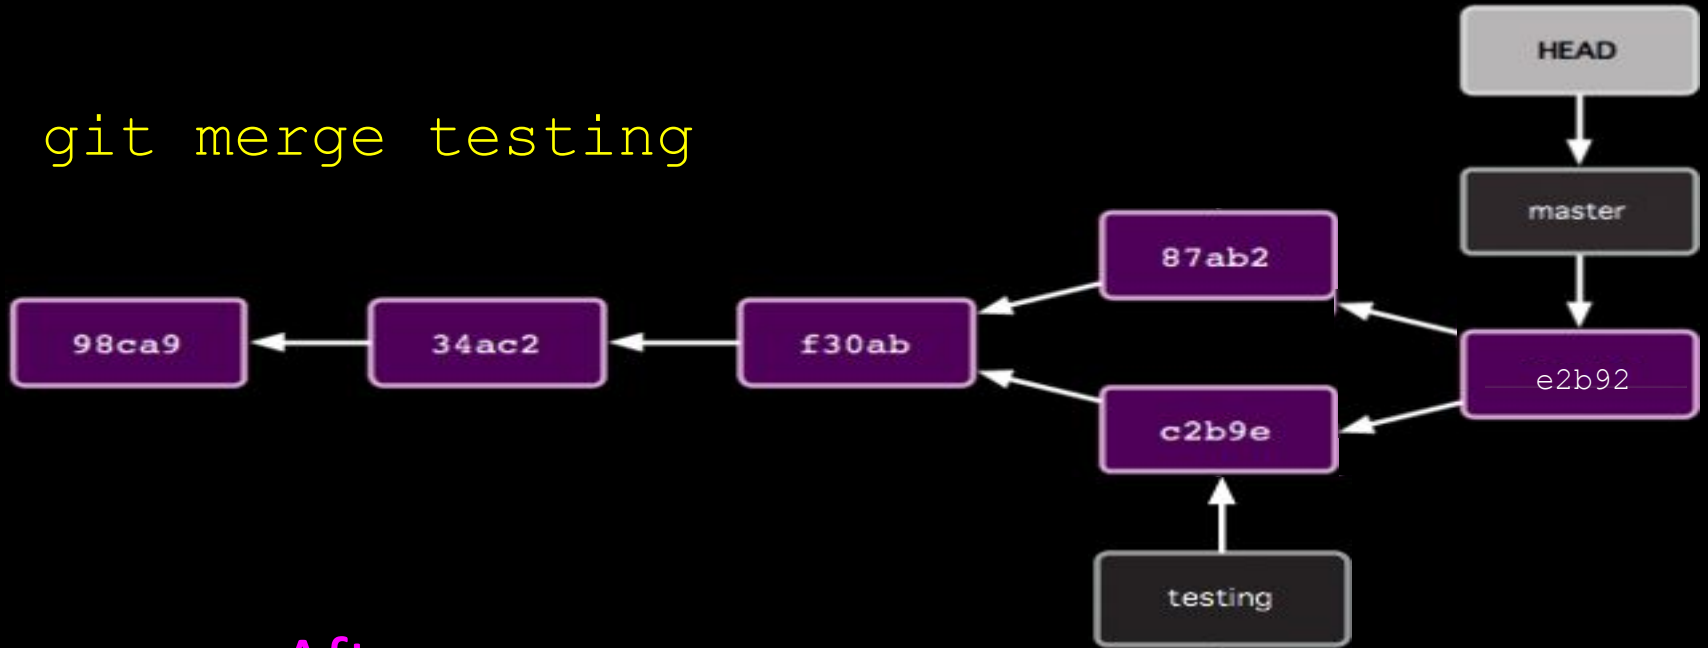 HEAD
git merge testing
master
87ab2
98ca9
34ac2
f30ab
e2b92
c2b9e
testing